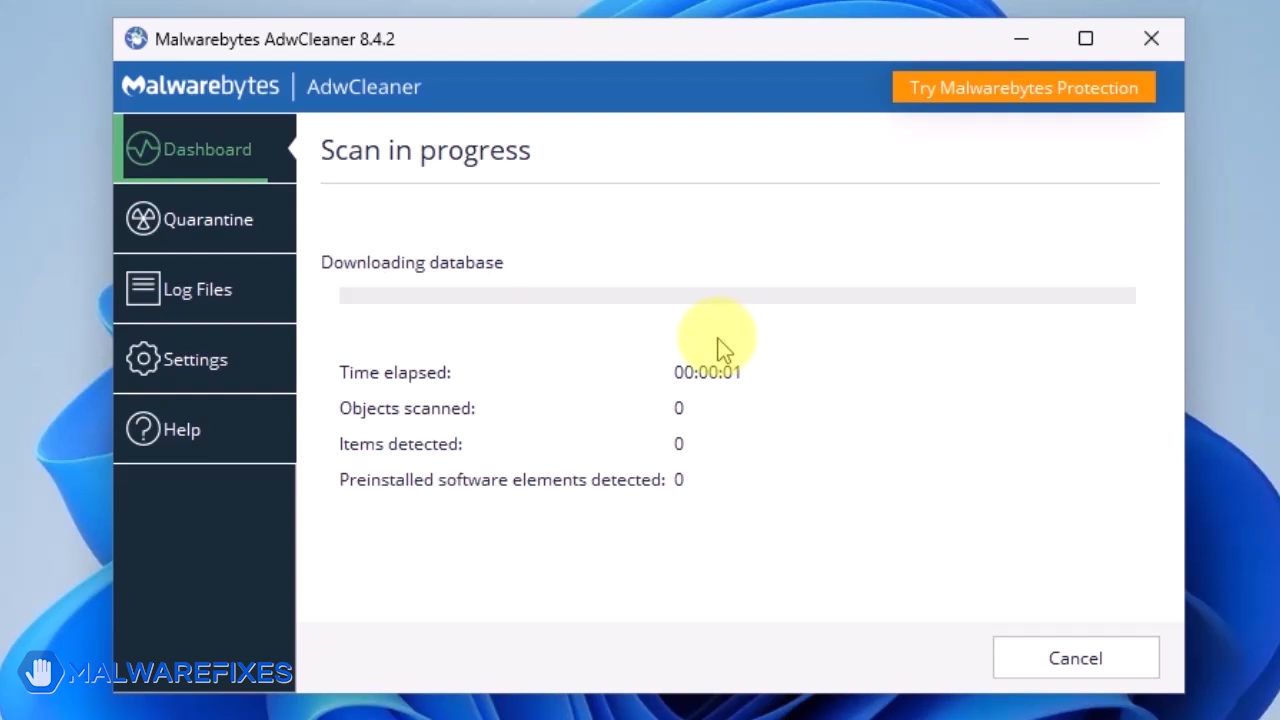 Malwarebytes AdwCleaner 8.4.2
Malwarebytes | AdwCleaner
Try Malwarebytes Protection
Dashboard
Quarantine
Log Files
Settings
Help
Scan in progress
Downloading database
Time elapsed: 00:00:01
Objects scanned: 0
Items detected: 0
Preinstalled software elements detected: 0
Cancel
MALWAREFIXES